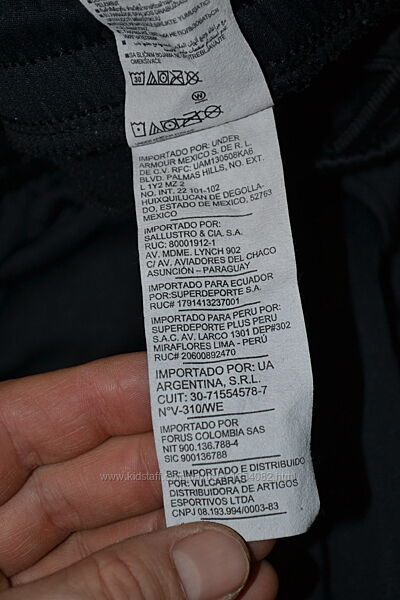 30
W
IMPORTADO POR: UNDER
ARMOUR MEXICO S. DE R. L.
DE C.V. RFC: UAM130608KA6
BLVD. PALMAS HILLS, NO. EXT.
L 1Y2 MZ 2
NO. INT. 22 101-102
HUIXQUILUCAN DE DEGOLLA-
DO, ESTADO DE MEXICO, 52763
MEXICO
IMPORTADO POR:
SALLUSTRO & CIA. S.A.
RUC: 80001912-1
AV. MDME. LYNCH 902
C/ AV. AVIADORES DEL CHACO
ASUNCIÓN – PARAGUAY
IMPORTADO PARA ECUADOR
POR:SUPERDEPORTE S.A.
RUC# 1791413237001
IMPORTADO PARA PERU POR:
SUPERDEPORTE PLUS PERU
S.A.C. AV. LARCO 1301 DEP#302
MIRAFLORES LIMA - PERÚ
RUC# 20600892470
IMPORTADO POR: UA
ARGENTINA, S.R.L.
CUIT: 30-71554578-7
N°V-310/WE
IMPORTADO POR
FORUS COLOMBIA SAS
NIT 900.136.788-4
SIC 900136788
BR: IMPORTADO E DISTRIBUIDO
POR VULCABRAS
DISTRIBUIDORA DE ARTIGOS
ESPORTIVOS LTDA
CNPJ 08.193.994/0003-83